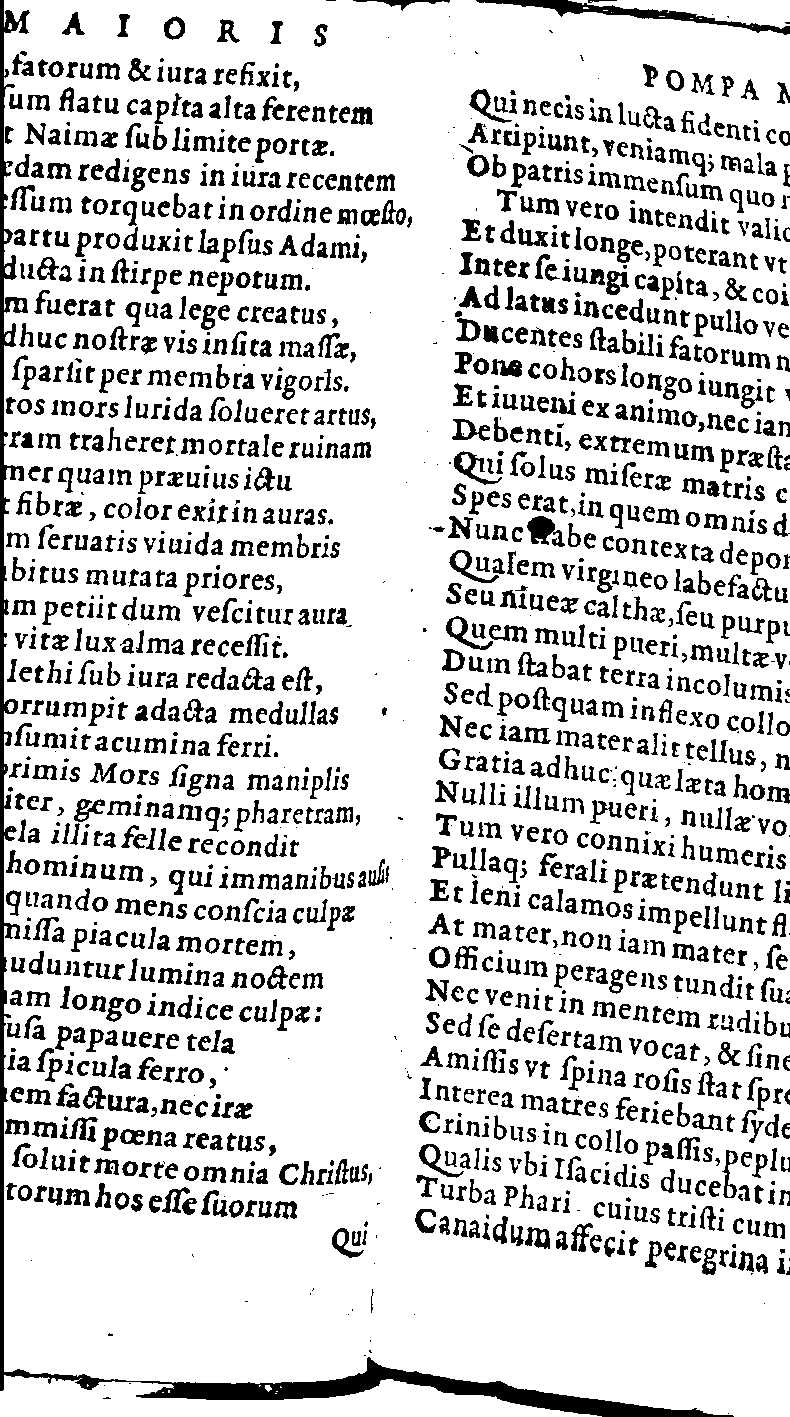 MAIORIS
,fatorum & iura refixit,
ſum flatu capita alta ferentem
t Naimæ ſub limite portæ.
edam redigens in iura recentem
eſſum torquebat in ordine mœſto,
partu produxit lapſus Adami,
ducta in ſtirpe nepotum.
m fuerat qua lege creatus,
dhuc noſtræ vis inſita maſſæ,
ſparſit per membra vigoris.
tos mors lurida ſolueret artus,
ram traheret mortale ruinam
mer quam præuius ictu
t fibræ, color exit in auras.
m ſeruatis viuida membris
bitus mutata priores,
um petiit dum veſcitur aura
vitæ lux alma receſſit.
lethi ſub iura redacta eſt,
orrumpit adacta medullas
nſumit acumina ferri.
primis Mors ſigna maniplis
iter, geminamq; pharetram,
ela illita felle recondit
hominum, qui immanibus auſis
quando mens conſcia culpæ
miſſa piacula mortem,
uduntur lumina noctem
nam longo indice culpæ:
fuſa papauere tela
ia ſpicula ferro,
nem factura, nec iræ
mmiſſi pœna reatus,
ſoluit morte omnia Chriſtus,
torum hos eſſe ſuorum
Qui
POMPA M
Qui necis in lucta fidenti co
Arripiunt, veniamq; mala p
Ob patris immenſum quo
Tum vero intendit valic
Et duxit longe, poterant vt
Inter ſe iungi capita, & coi
Ad latus incedunt pullo ve
Ducentes ſtabili fatorum n
Pone cohors longo iungit
Et iuueni ex animo, nec ian
Debenti, extremum præſta
Qui ſolus miſeræ matris c
Spes erat, in quem omnis d
Nunc trabe contexta depor
Qualem virgineo labefactu
Seu niueæ calthæ, ſeu purpu
Quem multi pueri, multæ v
Dum ſtabat terra incolumis
Sed poſtquam inflexo collo
Nec iam mater alit tellus, n
Gratia adhuc; quæ læta hom
Nulli illum pueri, nullæ vo
Tum vero connixi humeris
Pullaq; ferali prætendunt li
Et leni calamos impellunt fl
At mater, non iam mater, ſe
Officium peragens tundit ſua
Nec venit in mentem rudibu
Sed ſe deſertam vocat, & ſine
Amiſſis vt ſpina roſis ſtat ſpre
Interea matres feriebant ſyde
Crinibus in collo paſſis, peplu
Qualis vbi Iſacidis ducebat in
Turba Phari cuius triſti cum
Canaidum affecit peregrina i